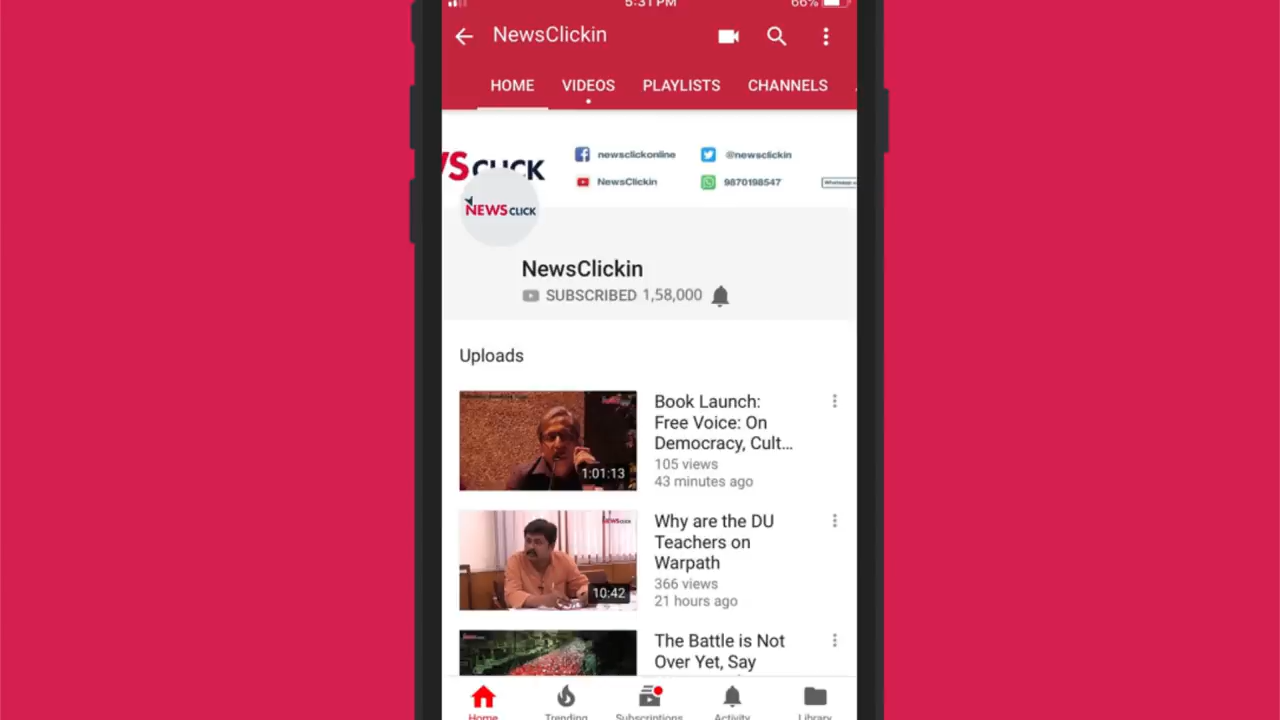 5:31 PM
66%
NewsClickin
HOME VIDEOS PLAYLISTS CHANNELS
WS CLICK
newsclickonline
@newsclickin
NewsClickin
9870198547
NEWS CLICK
NewsClickin
SUBSCRIBED 1,58,000
Uploads
Book Launch:
Free Voice: On
Democracy, Cult...
105 views
43 minutes ago
1:01:13
Why are the DU
Teachers on
Warpath
366 views
21 hours ago
NEWSCLICK
10:42
The Battle is Not
Over Yet, Say
Home Trending Subscriptions Activity Library